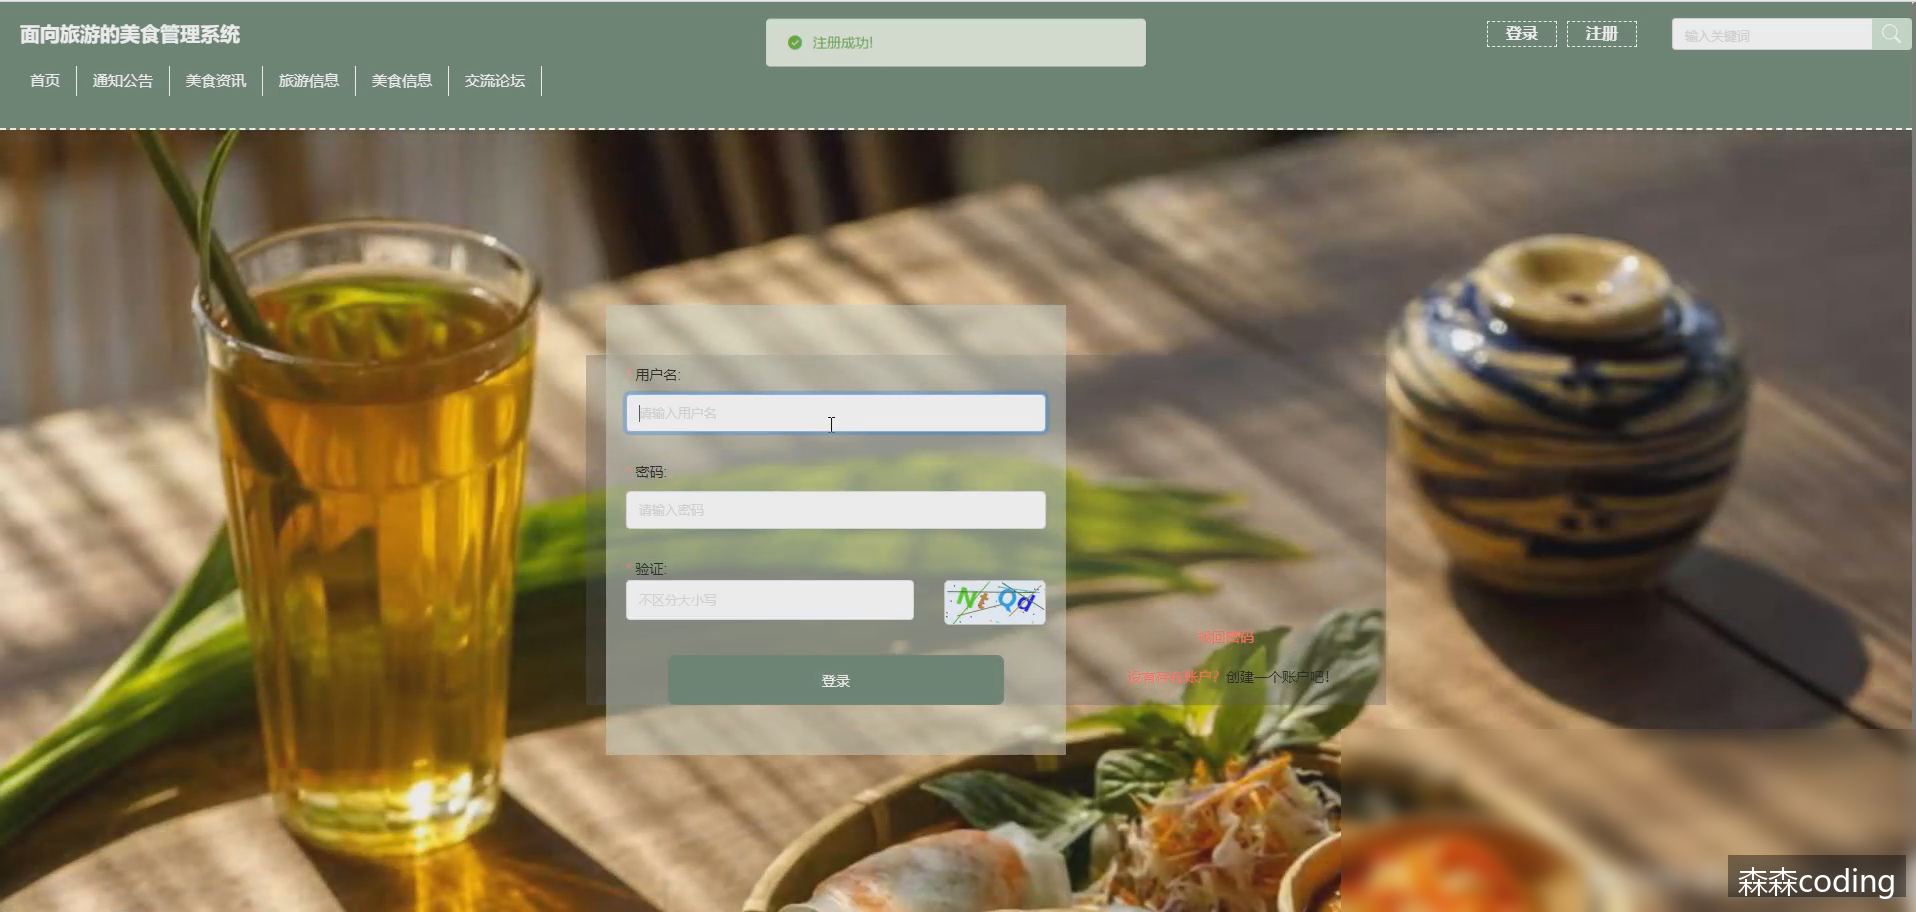 面向旅游的美食管理系统
注册成功!
登录
注册
输入关键词
首页
通知公告
美食资讯
旅游信息
美食信息
交流论坛
*用户名:
请输入用户名
*密码:
请输入密码
*验证:
不区分大小写
NtQd
找回密码
登录
没有存在账户? 创建一个账户吧!
森森coding